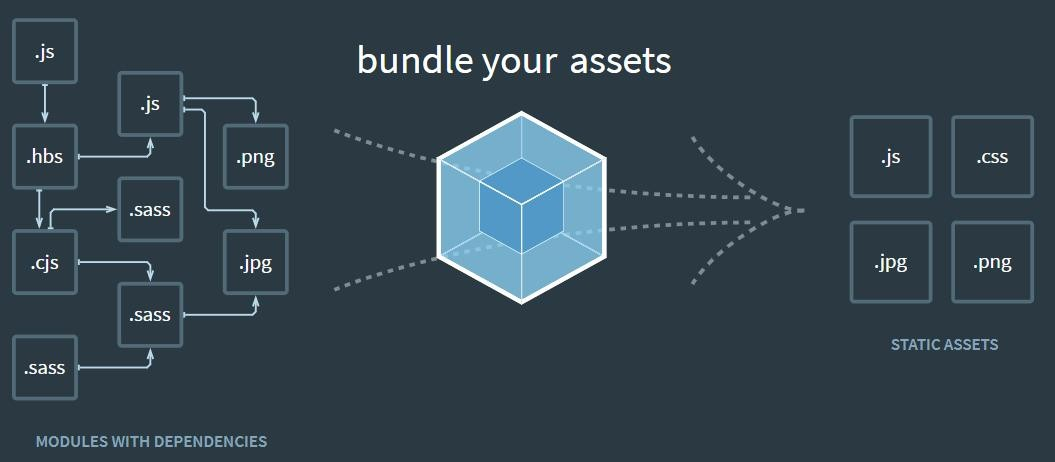 bundle your assets
.js
.js
.hbs
.png
.sass
.cjs
.jpg
.sass
.sass
MODULES WITH DEPENDENCIES
.js
.css
.jpg
.png
STATIC ASSETS